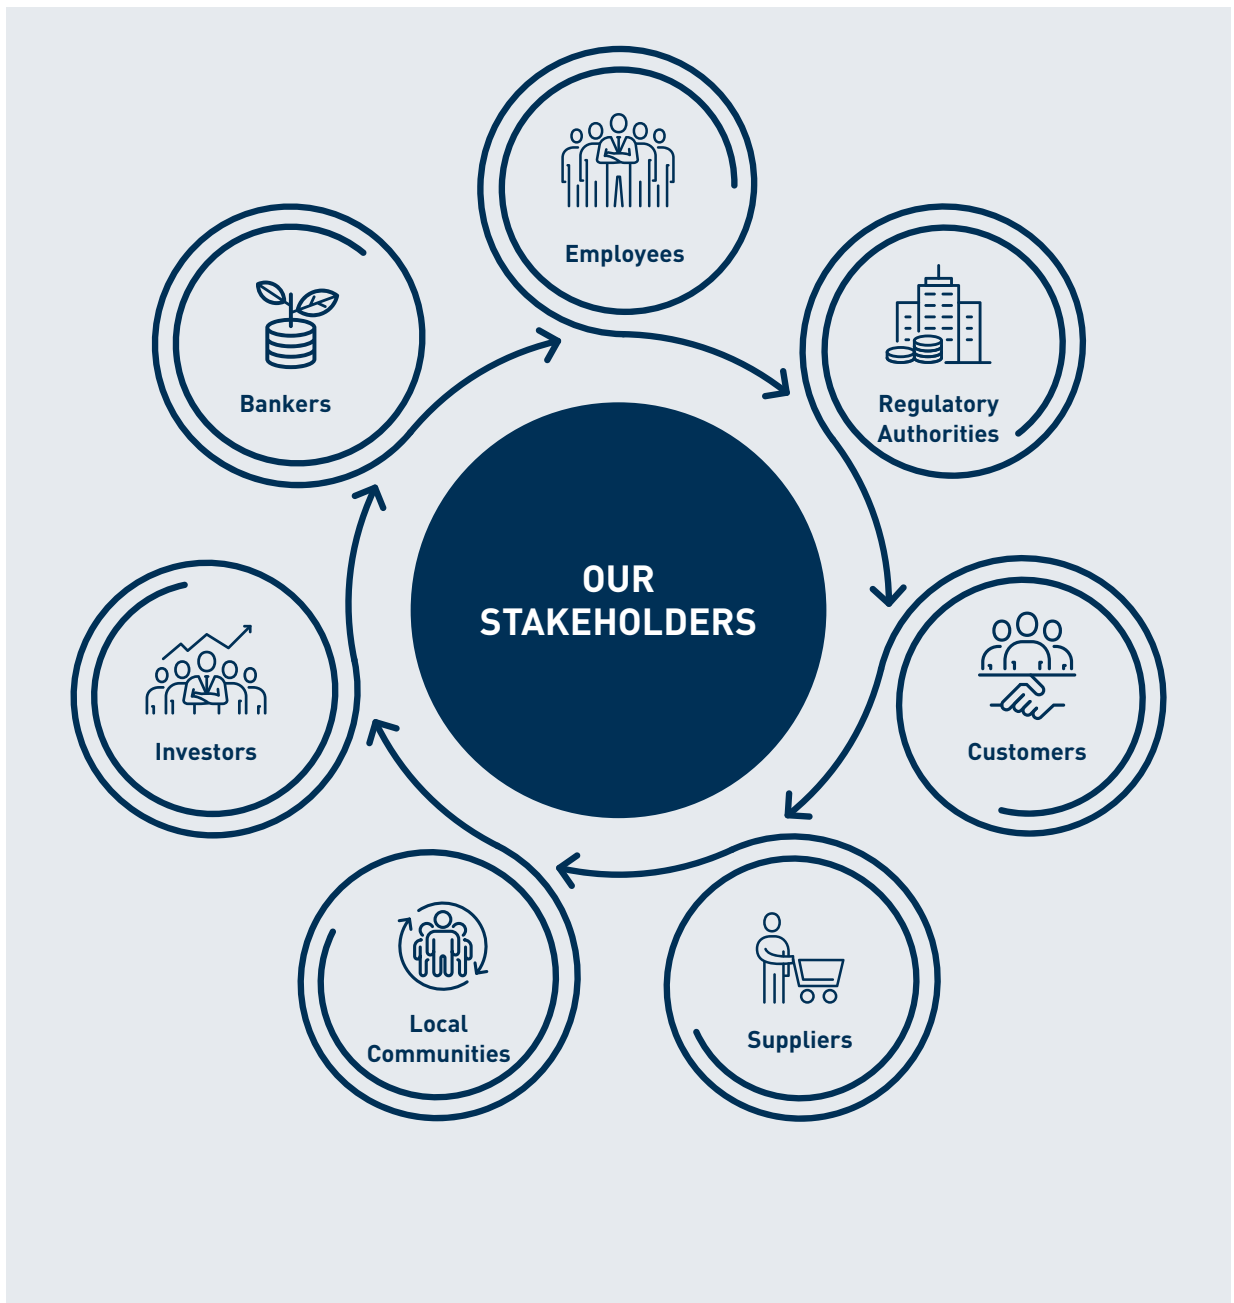 Employees
Bankers
Regulatory
Authorities
OUR
STAKEHOLDERS
Investors
Customers
Local
Communities
Suppliers